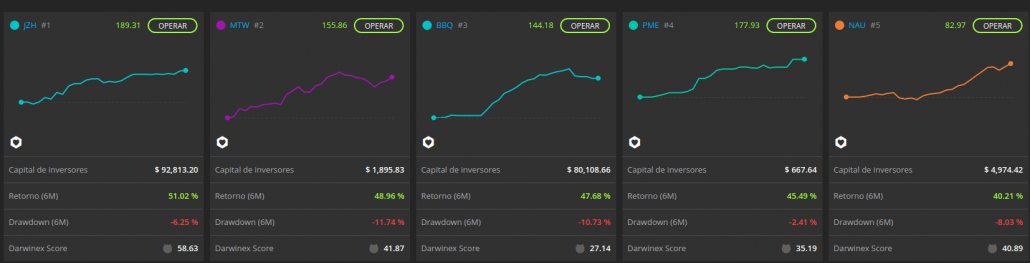 jZH #1 189.31 OPERAR
Capital de inversores $ 92,813.20
Retorno (6M) 51.02 %
Drawdown (6M) -6.25 %
Darwinex Score 58.63
MTW #2 155.86 OPERAR
Capital de inversores $ 1,895.83
Retorno (6M) 48.96 %
Drawdown (6M) -11.74 %
Darwinex Score 41.87
BBQ #3 144.18 OPERAR
Capital de inversores $ 80,108.66
Retorno (6M) 47.68 %
Drawdown (6M) -10.73 %
Darwinex Score 27.14
PME #4 177.93 OPERAR
Capital de inversores $ 667.64
Retorno (6M) 45.49 %
Drawdown (6M) -2.41 %
Darwinex Score 35.19
NAU #5 82.97 OPERAR
Capital de inversores $ 4,974.42
Retorno (6M) 40.21 %
Drawdown (6M) -8.03 %
Darwinex Score 40.89